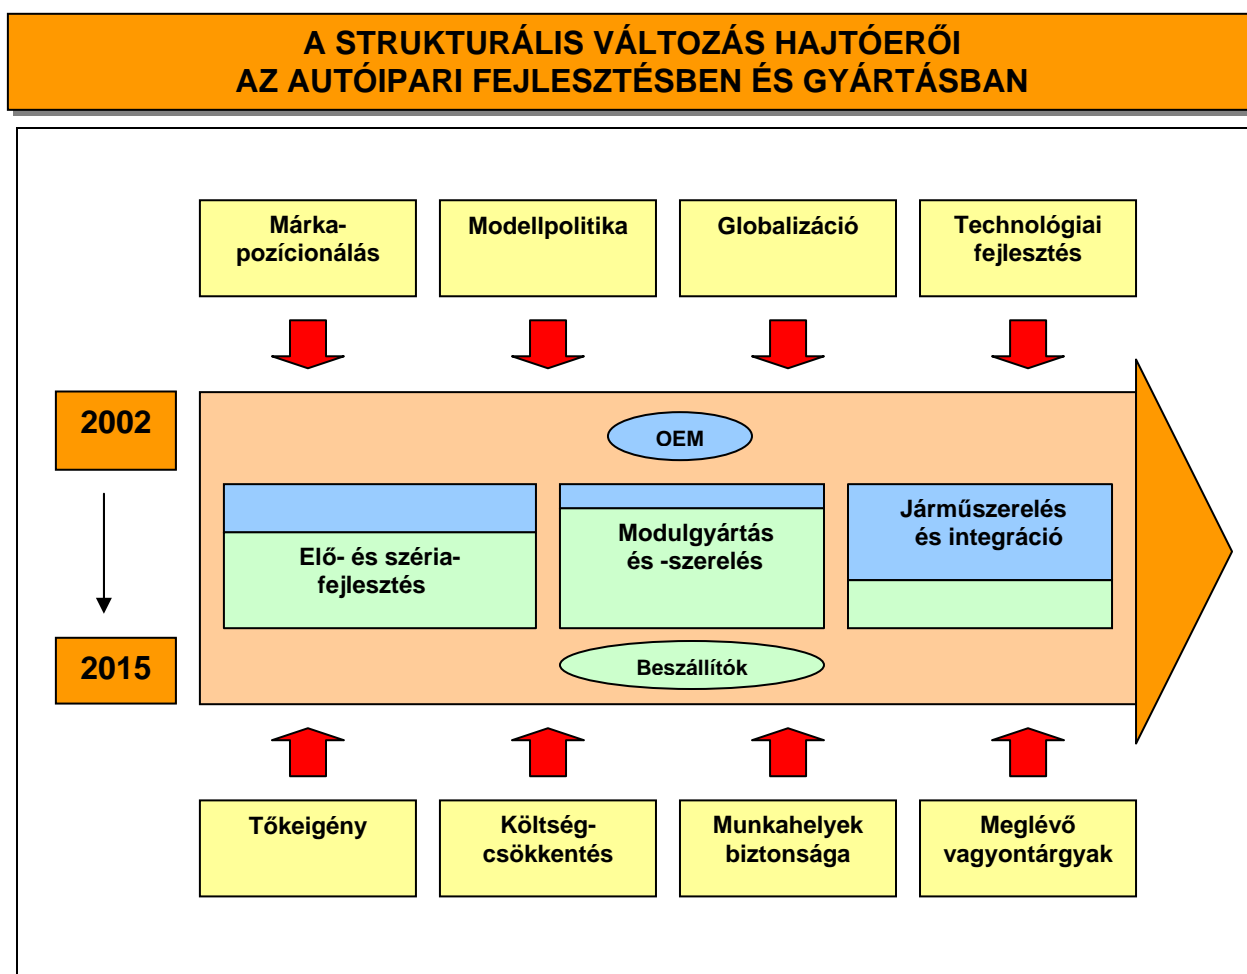 A STRUKTURÁLIS VÁLTOZÁS HAJTÓERŐI
AZ AUTÓIPARI FEJLESZTÉSBEN ÉS GYÁRTÁSBAN
Márka-
pozícionálás
Modellpolitika
Globalizáció
Technológiai
fejlesztés
2002
OEM
Elő- és széria-
fejlesztés
Modulgyártás
és -szerelés
Járműszerelés
és integráció
2015
Beszállítók
Tőkeigény
Költség-
csökkentés
Munkahelyek
biztonsága
Meglévő
vagyontárgyak